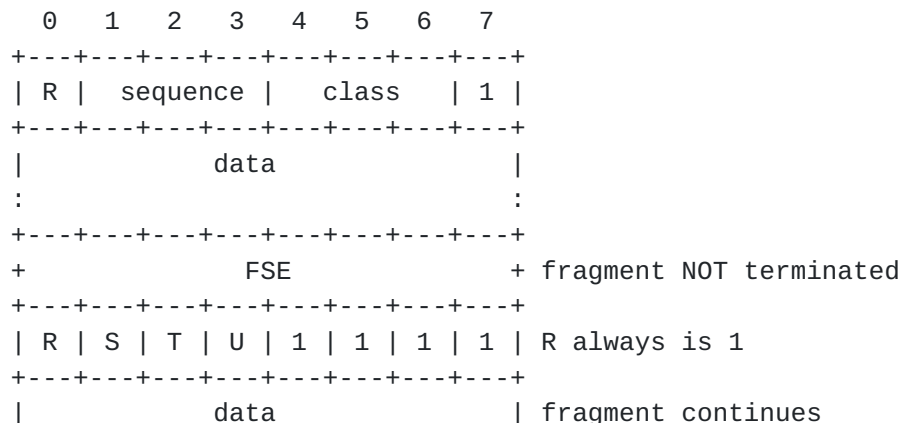 0   1   2   3   4   5   6   7
+---+---+---+---+---+---+---+---+
| R |  sequence |   class   | 1 |
+---+---+---+---+---+---+---+---+
|            data               |
:                               :
+---+---+---+---+---+---+---+---+
+              FSE              + fragment NOT terminated
+---+---+---+---+---+---+---+---+
| R | S | T | U | 1 | 1 | 1 | 1 | R always is 1
+---+---+---+---+---+---+---+---+
|            data               | fragment continues